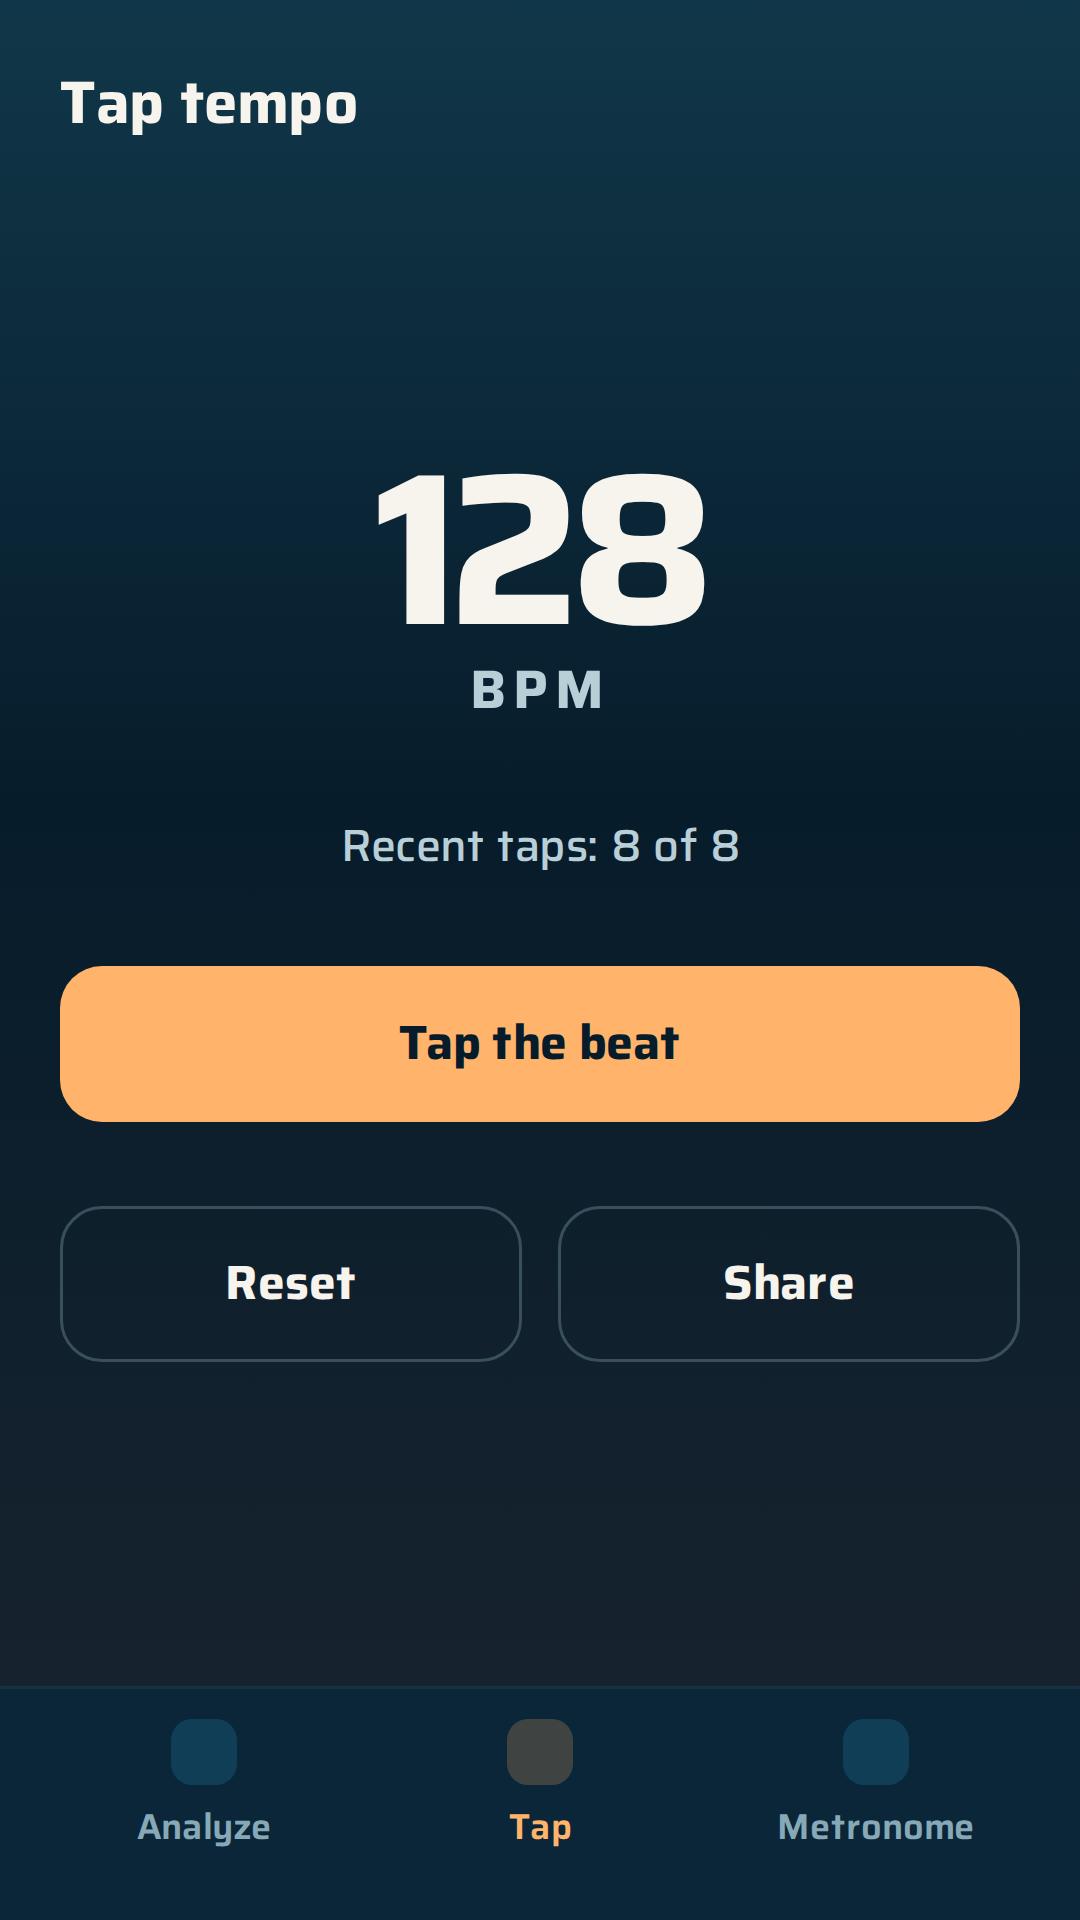 Tap tempo
128
BPM
Recent taps: 8 of 8
Tap the beat
Reset
Share
Analyze
Tap
Metronome